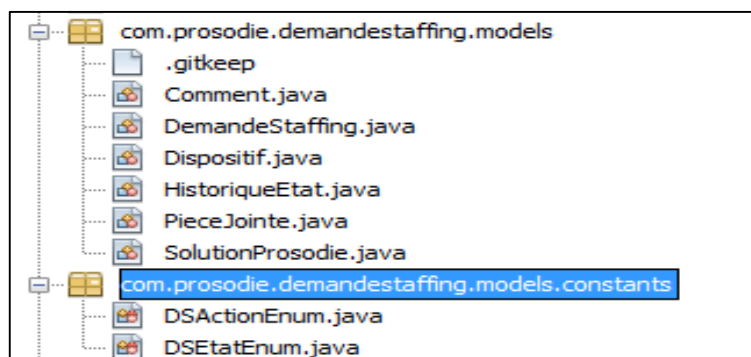 com.prosodie.demandestaffing.models
.gitkeep
Comment.java
DemandeStaffing.java
Dispositif.java
HistoriqueEtat.java
PieceJointe.java
SolutionProsodie.java
com.prosodie.demandestaffing.models.constants
DSActionEnum.java
DSEtatEnum.java